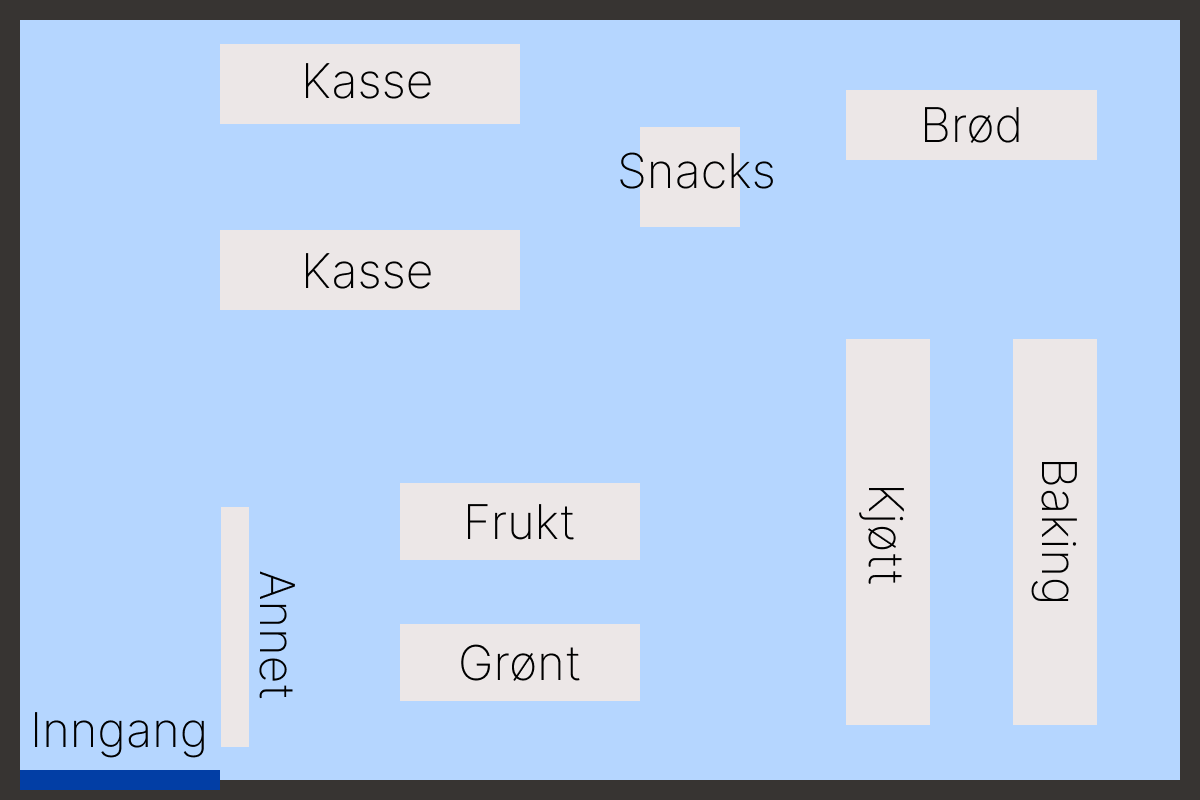 Kasse
Brød
Snacks
Kasse
Frukt
Kjøtt
Baking
Annet
Grønt
Inngang